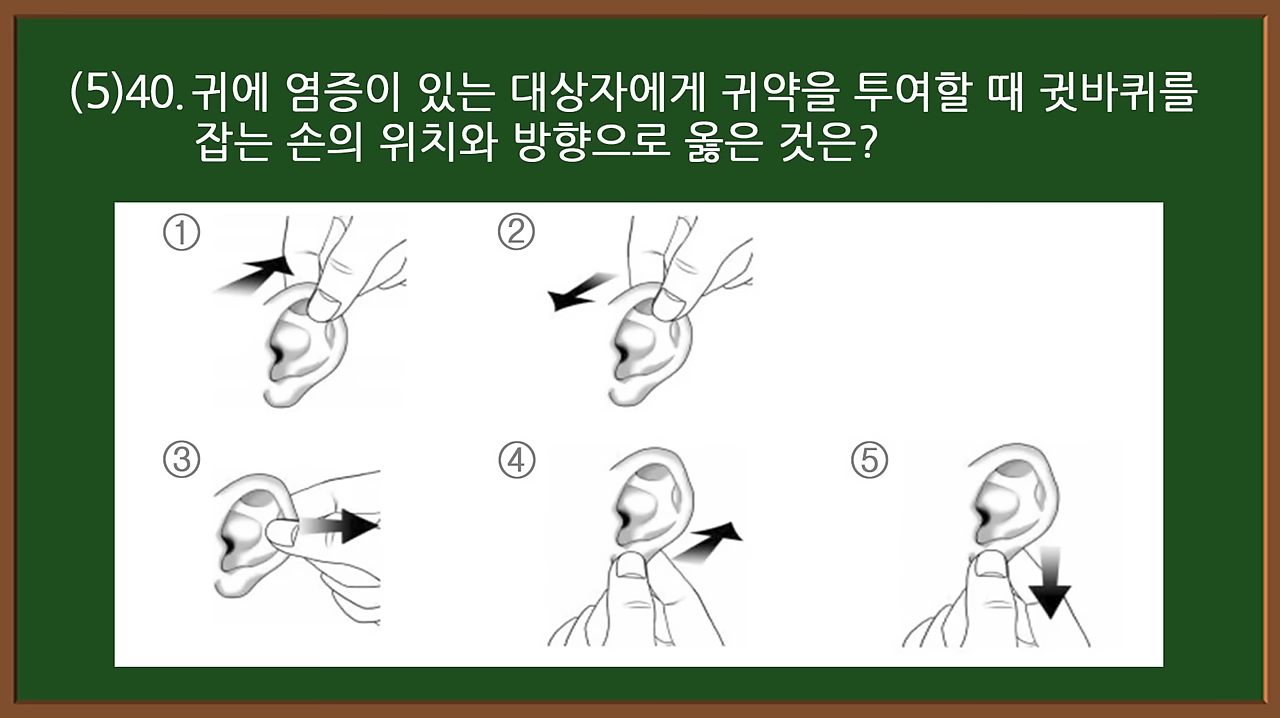 (5)40. 귀에 염증이 있는 대상자에게 귀약을 투여할 때 귓바퀴를
잡는 손의 위치와 방향으로 옳은 것은?
①
②
③
④
⑤